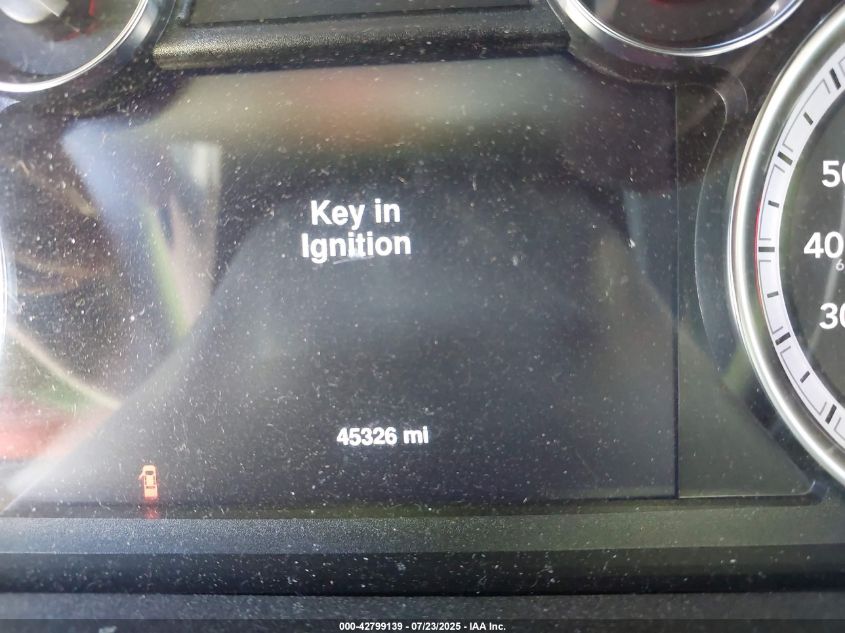 Key in
Ignition
50
40
30
45326 mi
000-42799139 - 07/23/2025 - IAA Inc.